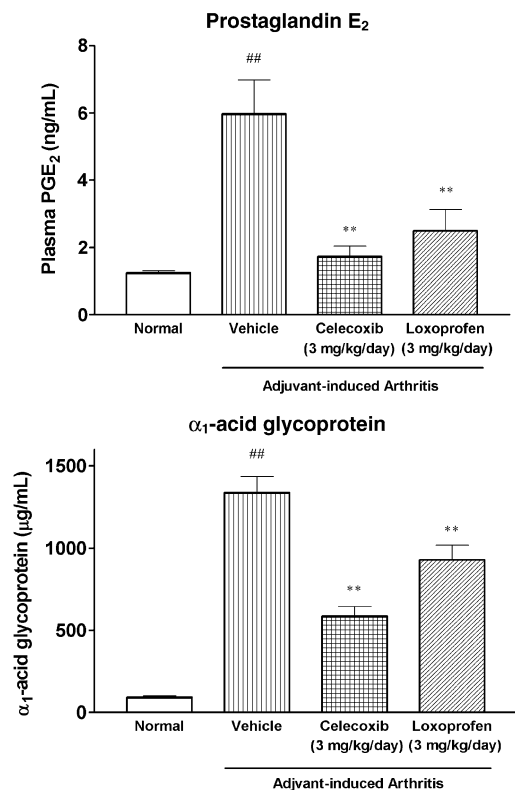 Prostaglandin E₂
Plasma PGE₂ (ng/mL)
8
6
4
2
0
##
**
**
Normal Vehicle Celecoxib Loxoprofen
(3 mg/kg/day) (3 mg/kg/day)
Adjuvant-induced Arthritis
α₁-acid glycoprotein
α₁-acid glycoprotein (μg/mL)
1500
1000
500
0
##
**
**
Normal Vehicle Celecoxib Loxoprofen
(3 mg/kg/day) (3 mg/kg/day)
Adjvant-induced Arthritis